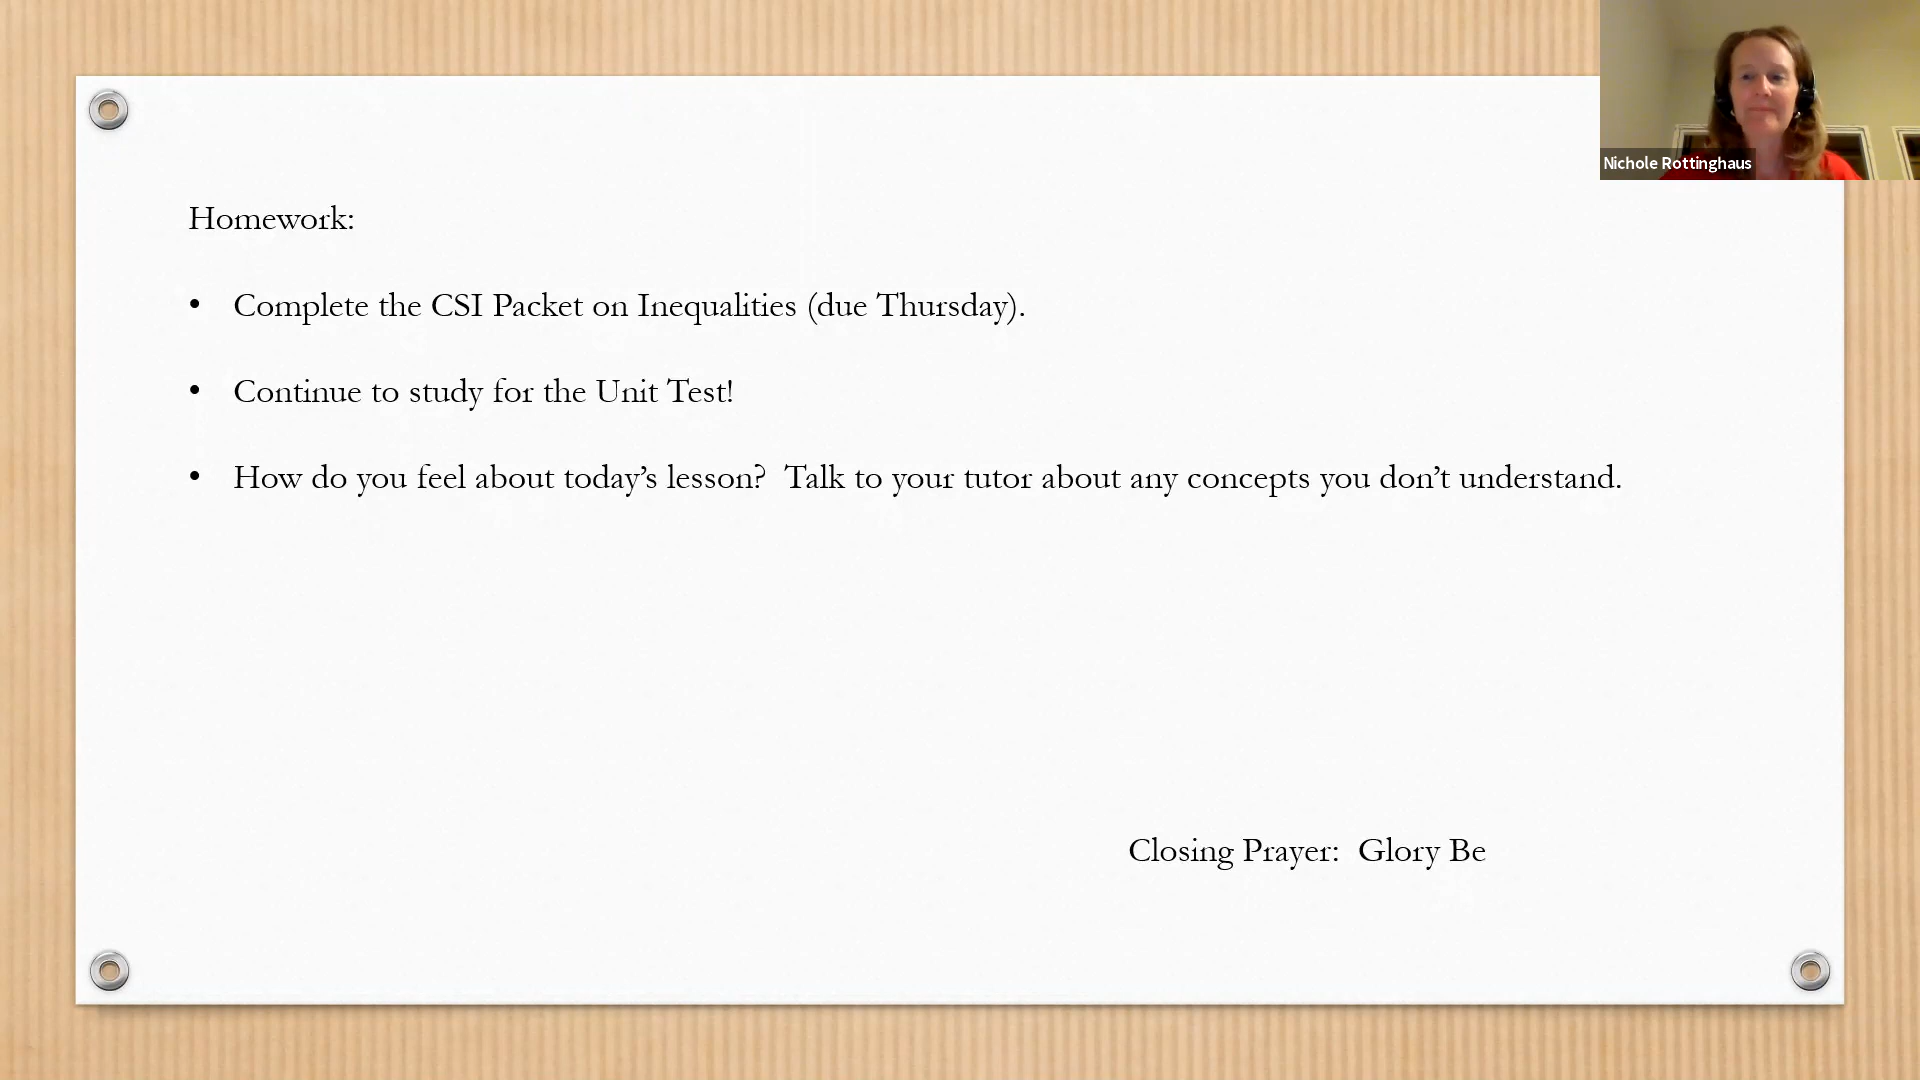 Nichole Rottinghaus
Homework:
• Complete the CSI Packet on Inequalities (due Thursday).
• Continue to study for the Unit Test!
• How do you feel about today’s lesson?  Talk to your tutor about any concepts you don’t understand.
Closing Prayer:  Glory Be